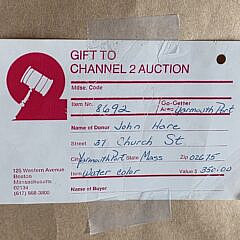 GIFT TO
CHANNEL 2 AUCTION
Mdse. Code
Item No. 8692 Go-Getter
Area Yarmouth Port
Name of Donor John Hare
Street 37 Church St.
Yarmouth Port State Mass Zip 02675
Item Water color Value $ 350.00
Name of Buyer
125 Western Avenue
Boston
Massachusetts
02134
(617) 868-3800